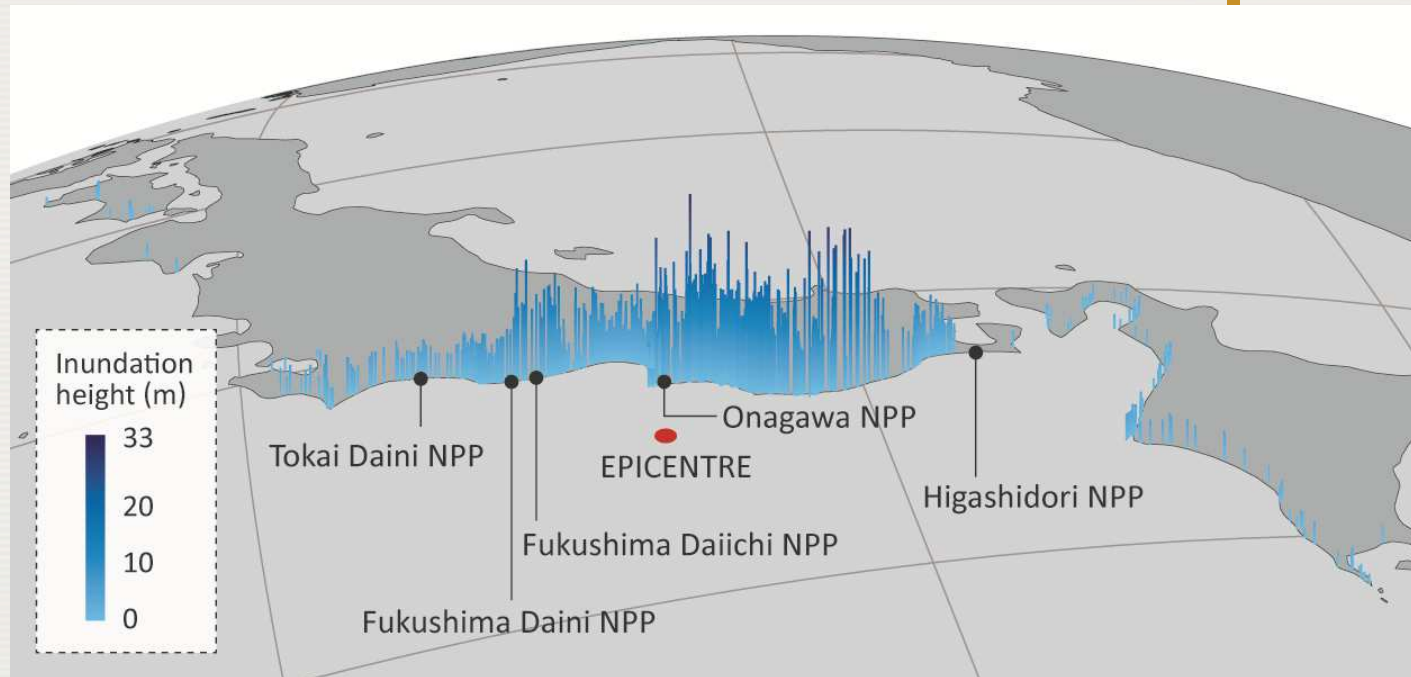 Inundation
height (m)
33
20
10
0
Tokai Daini NPP
Onagawa NPP
EPICENTRE
Higashidori NPP
Fukushima Daiichi NPP
Fukushima Daini NPP